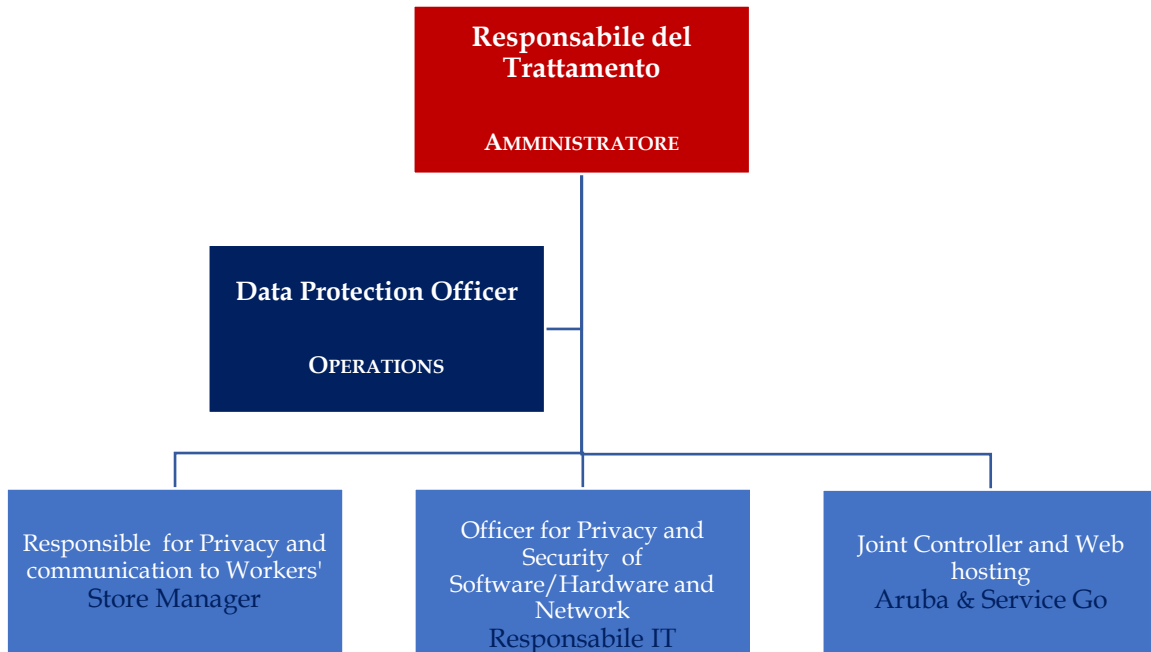 Responsabile del
Trattamento
AMMINISTRATORE
Data Protection Officer
OPERATIONS
Responsible for Privacy and
communication to Workers'
Store Manager
Officer for Privacy and
Security of
Software/Hardware and
Network
Responsabile IT
Joint Controller and Web
hosting
Aruba & Service Go